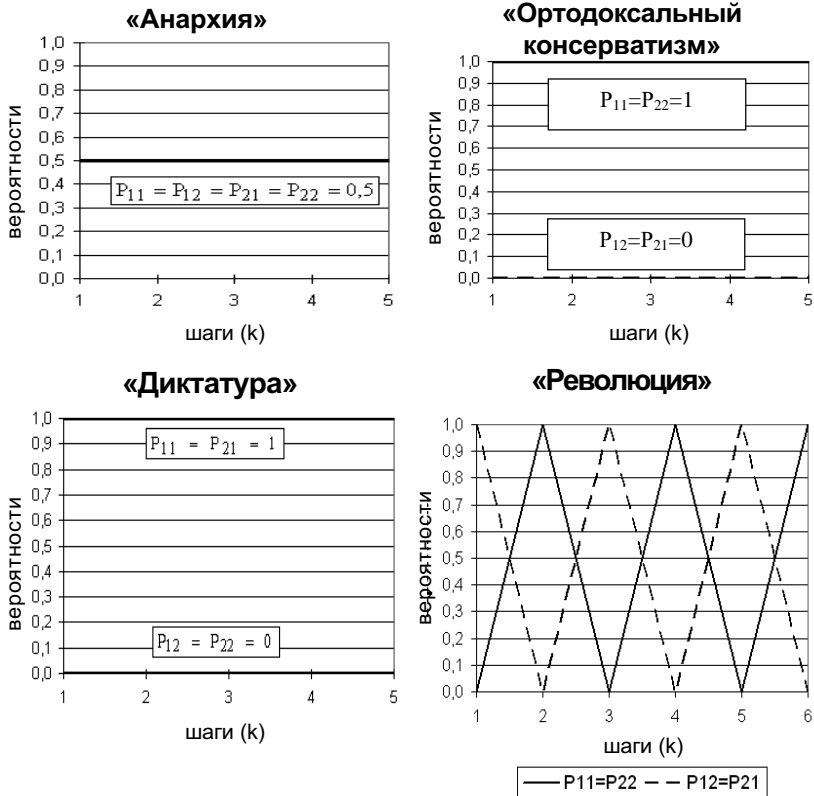 «Анархия»
вероятности
1,0
0,9
0,8
0,7
0,6
0,5
0,4
0,3
0,2
0,1
0,0
P11 = P12 = P21 = P22 = 0,5
1 2 3 4 5
шаги (k)
«Ортодоксальный
консерватизм»
вероятности
1,0
0,9
0,8
0,7
0,6
0,5
0,4
0,3
0,2
0,1
0,0
P11=P22=1
P12=P21=0
1 2 3 4 5
шаги (k)
«Диктатура»
вероятности
1,0
0,9
0,8
0,7
0,6
0,5
0,4
0,3
0,2
0,1
0,0
P11 = P21 = 1
P12 = P22 = 0
1 2 3 4 5
шаги (k)
«Революция»
вероятности
1,0
0,9
0,8
0,7
0,6
0,5
0,4
0,3
0,2
0,1
0,0
1 2 3 4 5 6
шаги (k)
P11=P22 P12=P21